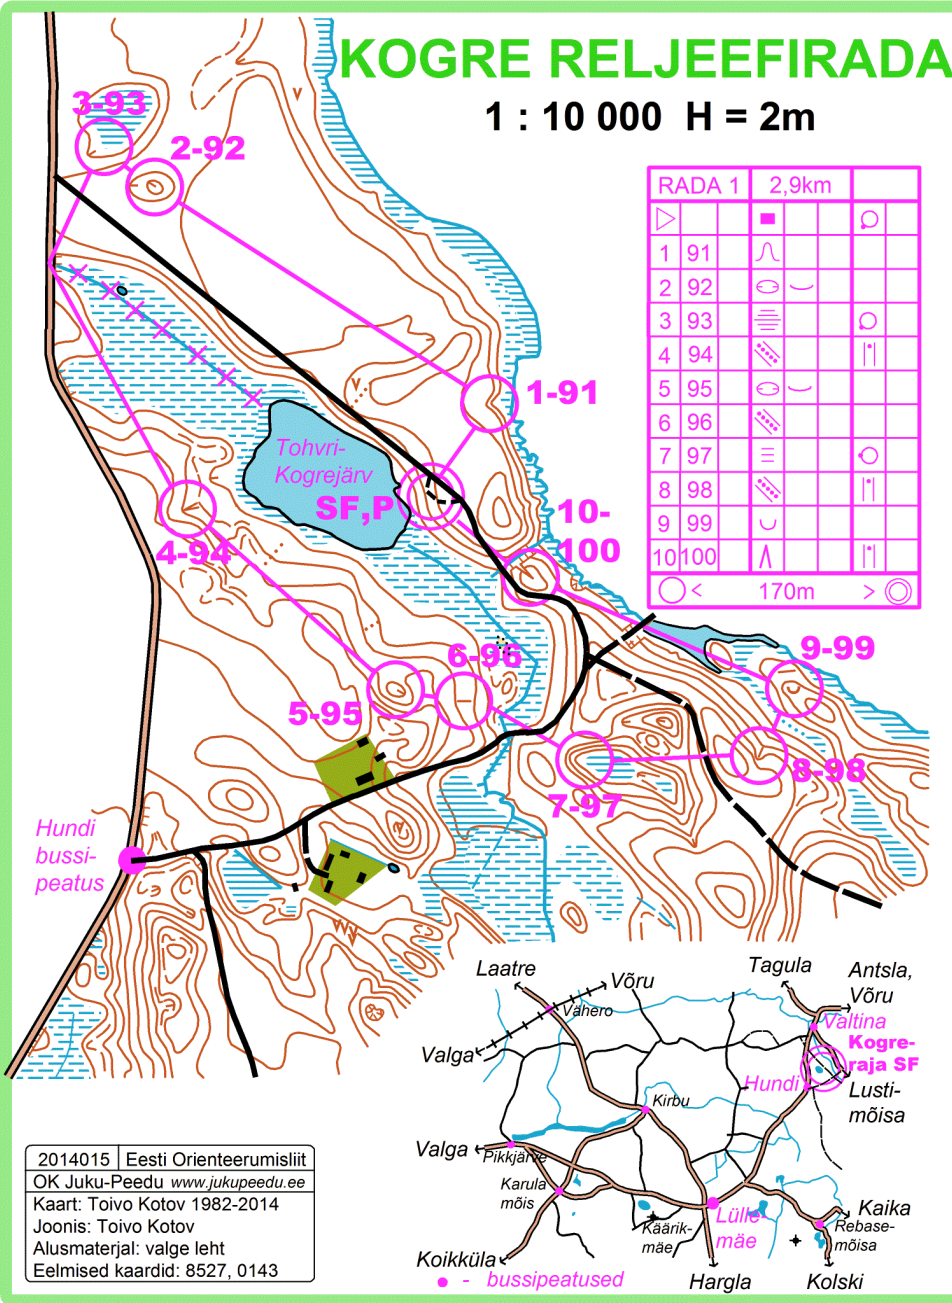 KOGRE RELJEEFIRADA
1 : 10 000 H = 2m
3-93
2-92
RADA 1 2,9km
1 91
2 92
3 93
4 94
5 95
6 96
7 97
8 98
9 99
10 100
< 170m >
1-91
Tohvri-
Kogrejärv
SF,P
10-
100
4-94
9-99
6-96
5-95
8-98
7-97
Hundi
bussi-
peatus
Laatre
Võru
Tagula
Antsla,
Võru
Vähero
Valtina
Valga
Kogre-
raja SF
Hundi
Lusti-
mõisa
Kirbu
Valga
Pikkjärve
Karula
mõis
Lülle-
mäe
Käärik-
mäe
Kaika
Rebase-
mõisa
Koikküla
Hargla
Kolski
- bussipeatused
2014015 Eesti Orienteerumisliit
OK Juku-Peedu www.jukupeedu.ee
Kaart: Toivo Kotov 1982-2014
Joonis: Toivo Kotov
Alusmaterjal: valge leht
Eelmised kaardid: 8527, 0143